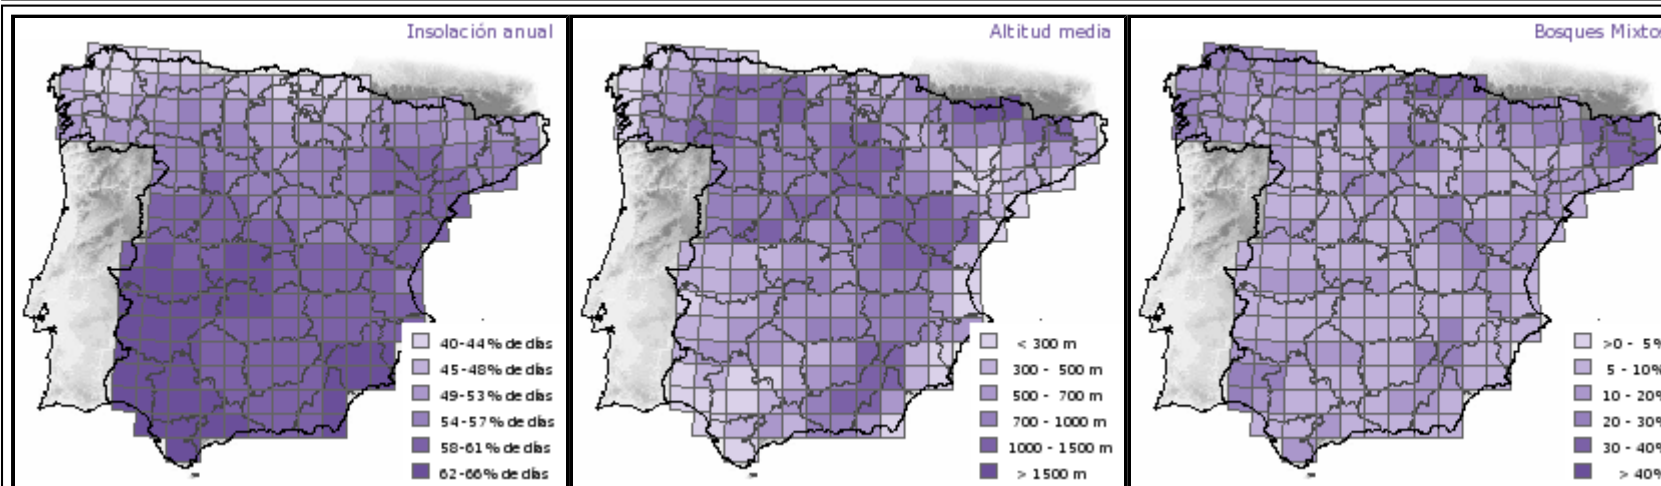 Insolación anual
40-44% de días
45-48% de días
49-53% de días
54-57% de días
58-61% de días
62-66% de días
Altitud media
< 300 m
300 - 500 m
500 - 700 m
700 - 1000 m
1000 - 1500 m
> 1500 m
Bosques Mixtos
>0 - 5%
5 - 10%
10 - 20%
20 - 30%
30 - 40%
> 40%